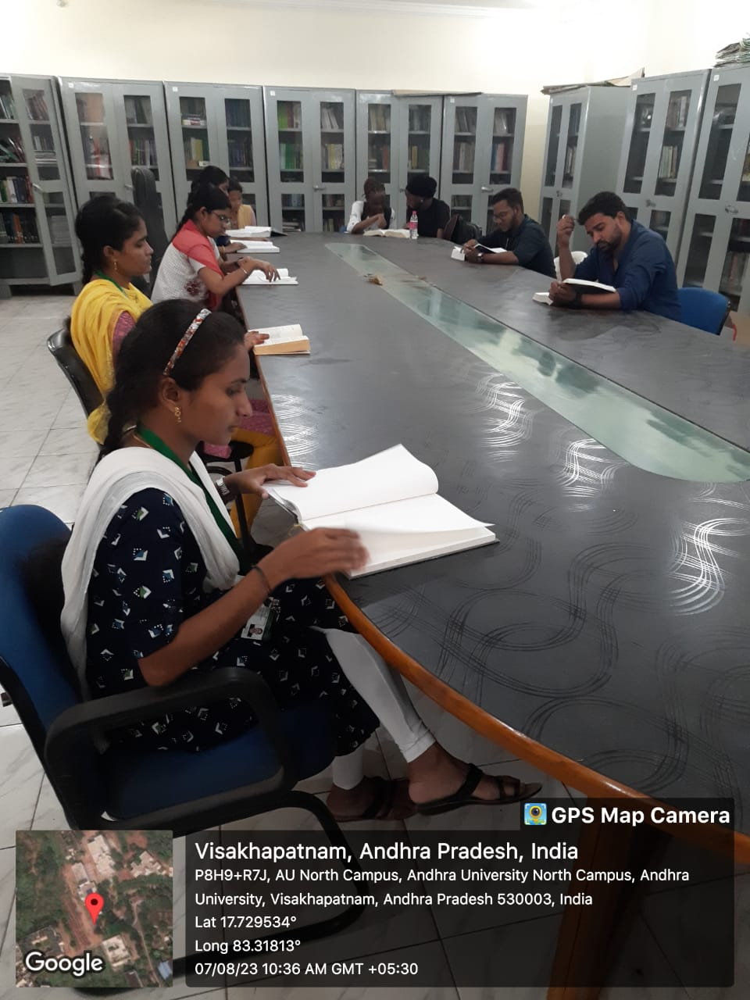 GPS Map Camera
Visakhapatnam, Andhra Pradesh, India
P8H9+R7J, AU North Campus, Andhra University North Campus, Andhra
University, Visakhapatnam, Andhra Pradesh 530003, India
Lat 17.729534°
Long 83.31813°
07/08/23 10:36 AM GMT +05:30
Google